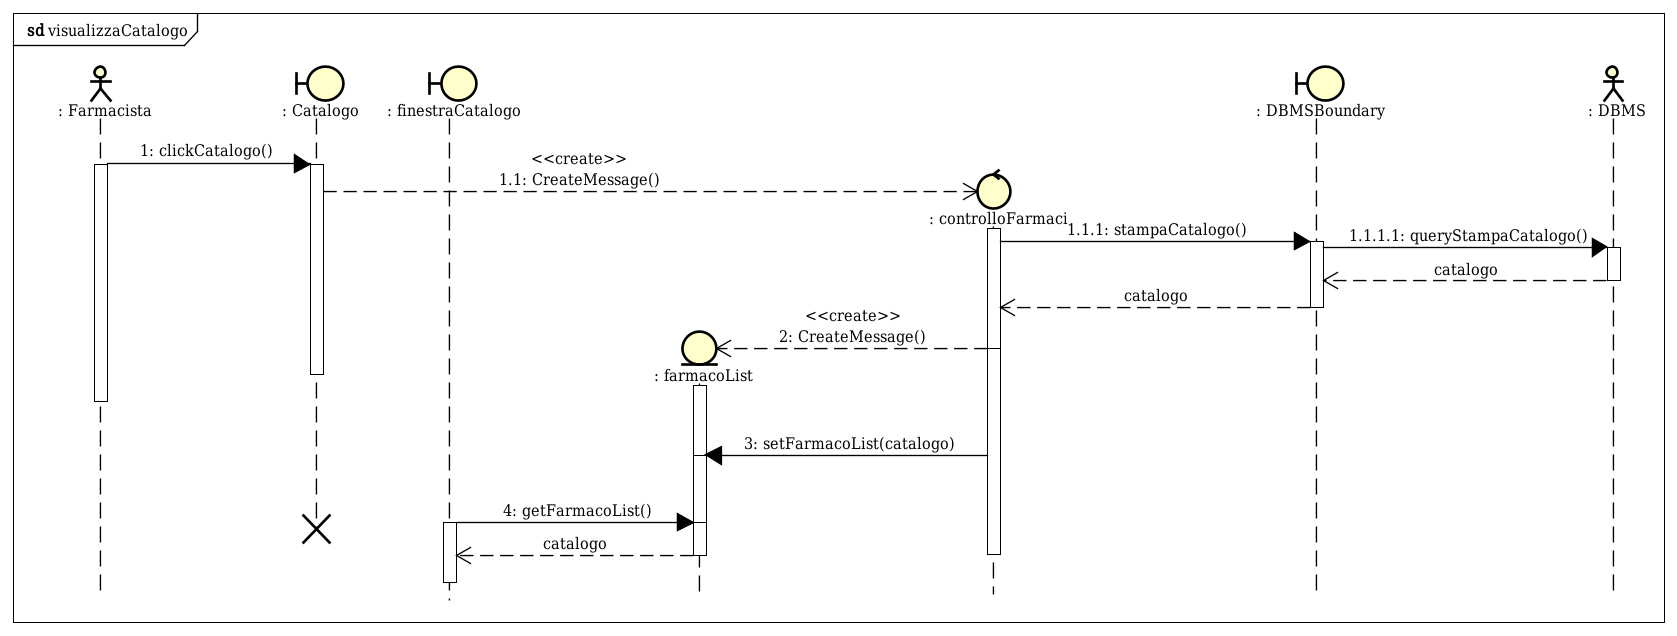 sd visualizzaCatalogo
: Farmacista
: Catalogo
: finestraCatalogo
: DBMSBoundary
: DBMS
1: clickCatalogo()
<<create>>
1.1: CreateMessage()
: controlloFarmaci
1.1.1: stampaCatalogo()
1.1.1.1: queryStampaCatalogo()
catalogo
catalogo
<<create>>
2: CreateMessage()
: farmacoList
3: setFarmacoList(catalogo)
4: getFarmacoList()
catalogo